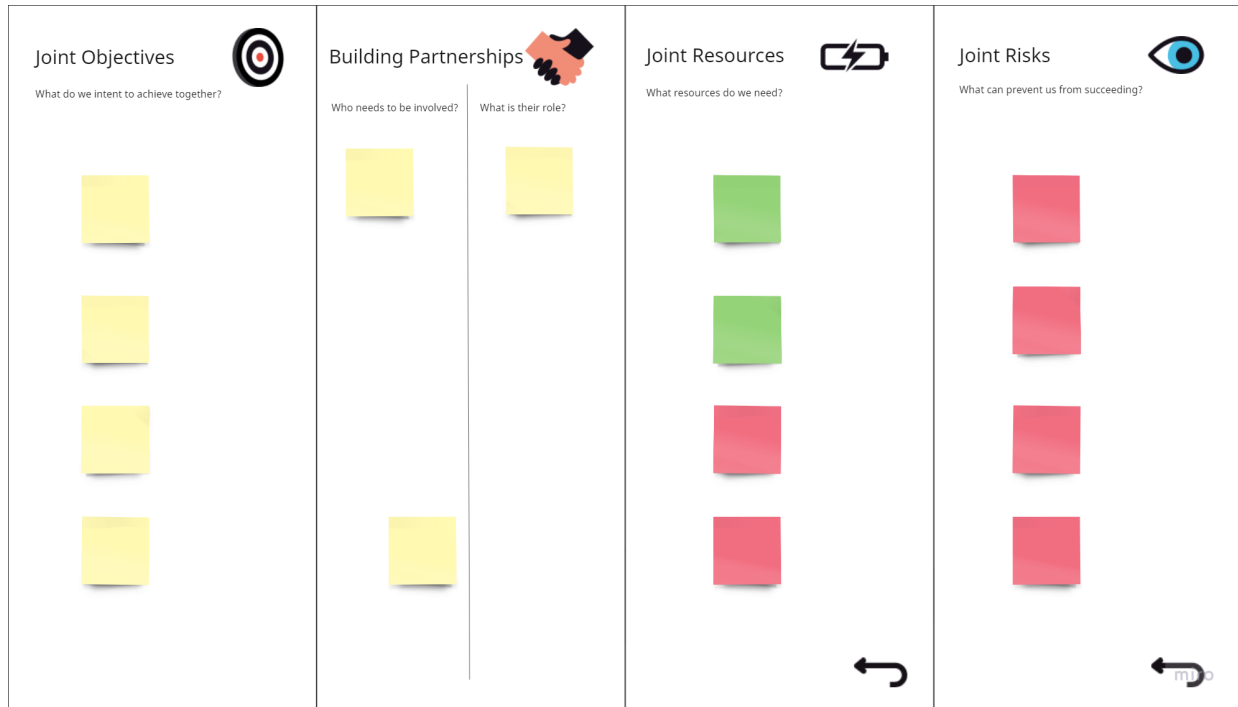 Joint Objectives
What do we intent to achieve together?
Building Partnerships
Who needs to be involved?
What is their role?
Joint Resources
What resources do we need?
Joint Risks
What can prevent us from succeeding?
miro